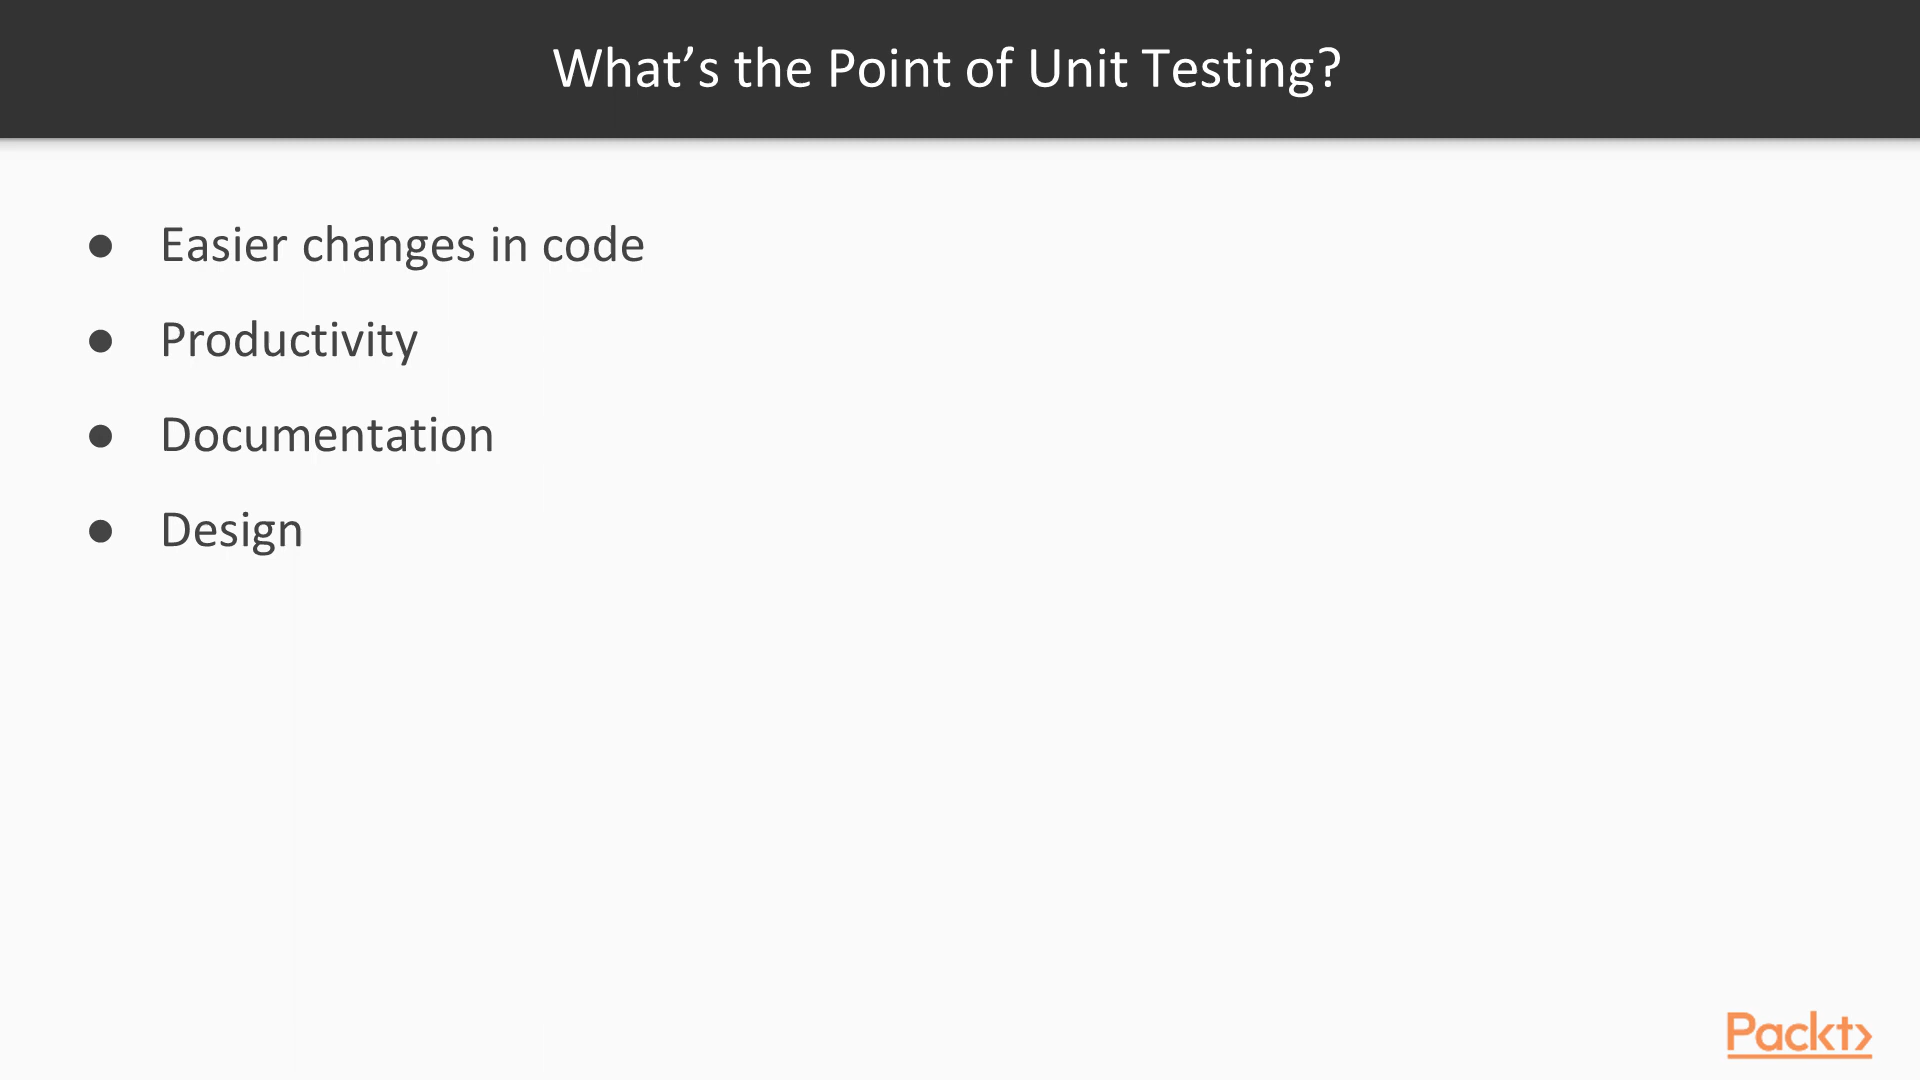 What’s the Point of Unit Testing?
● Easier changes in code
● Productivity
● Documentation
● Design
Packt>